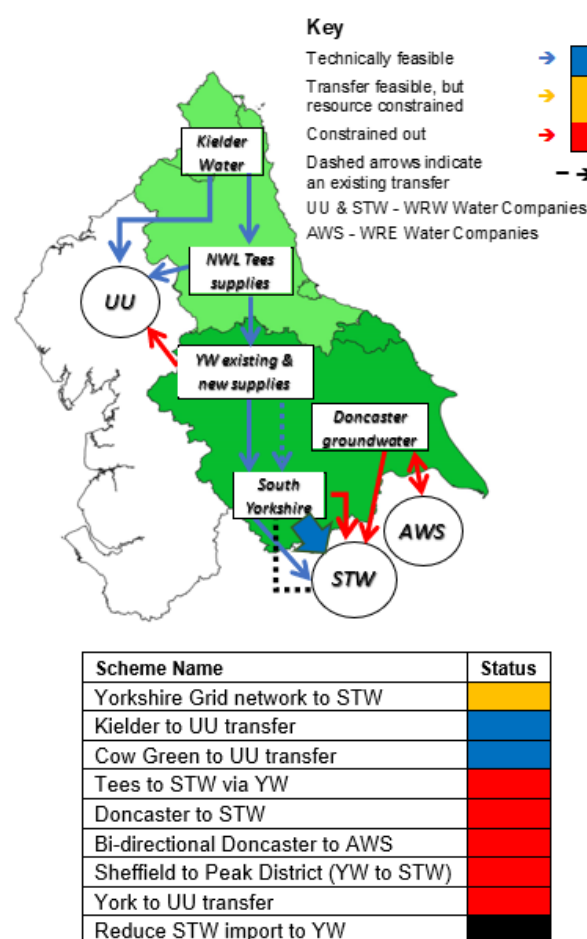 Key
Technically feasible
Transfer feasible, but
resource constrained
Constrained out
Dashed arrows indicate
an existing transfer
UU & STW - WRW Water Companies
AWS - WRE Water Companies
Kielder
Water
NWL Tees
supplies
UU
YW existing &
new supplies
Doncaster
groundwater
South
Yorkshire
AWS
STW
Scheme Name Status
Yorkshire Grid network to STW
Kielder to UU transfer
Cow Green to UU transfer
Tees to STW via YW
Doncaster to STW
Bi-directional Doncaster to AWS
Sheffield to Peak District (YW to STW)
York to UU transfer
Reduce STW import to YW